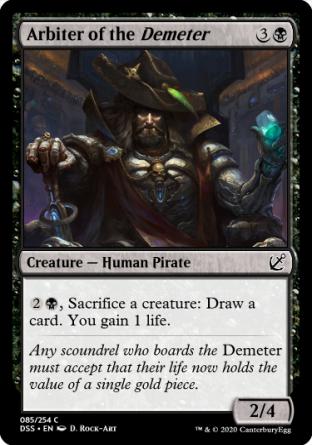 Arbiter of the Demeter 3
Creature — Human Pirate
2, Sacrifice a creature: Draw a
card. You gain 1 life.
Any scoundrel who boards the Demeter
must accept that their life now holds the
value of a single gold piece.
2/4
085/254 C
DSS • EN D. Rock-Art
™ & © 2020 CanterburyEgg